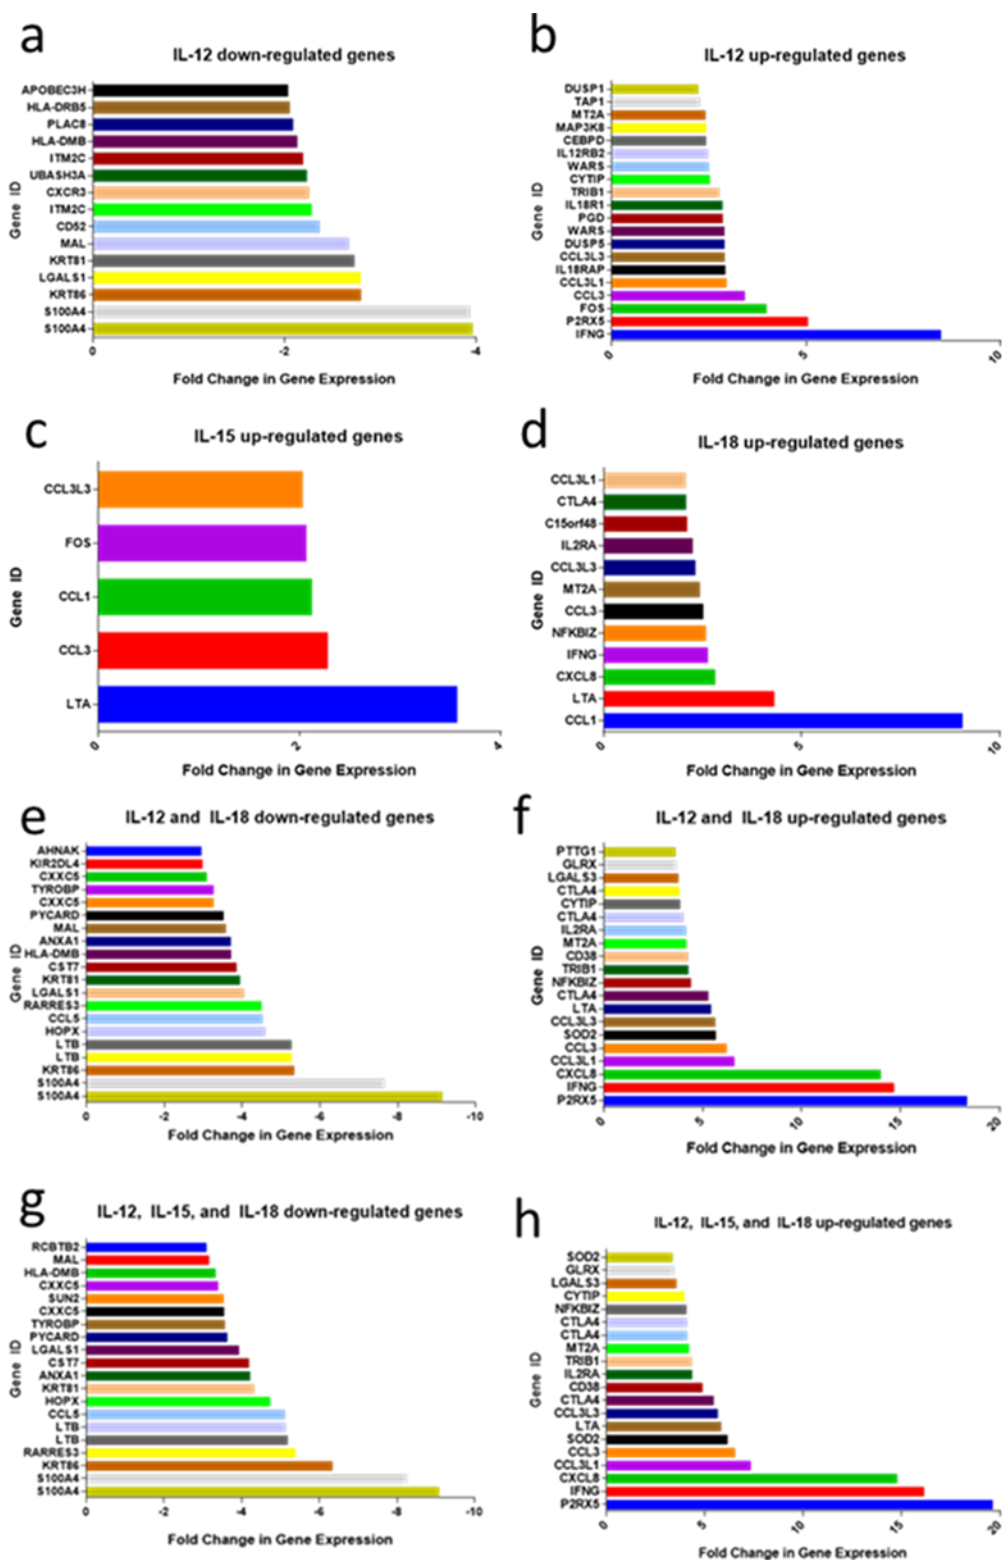 a
IL-12 down-regulated genes
APOBEC3H
HLA-DRB5
PLAC8
HLA-DMB
ITM2C
UBASH3A
CXCR3
ITM2C
CD52
MAL
KRT81
LGALS1
KRT86
S100A4
S100A4
Gene ID
0 -2 -4
Fold Change in Gene Expression
b
IL-12 up-regulated genes
DUSP1
TAP1
MT2A
MAP3K8
CEBPD
IL12RB2
WARS
CYTIP
TRIB1
IL18R1
PGD
WARS
DUSP5
CCL3L3
IL18RAP
CCL3L1
CCL3
FOS
P2RX5
IFNG
Gene ID
0 5 10
Fold Change in Gene Expression
c
IL-15 up-regulated genes
CCL3L3
FOS
CCL1
CCL3
LTA
Gene ID
0 2 4
Fold Change in Gene Expression
d
IL-18 up-regulated genes
CCL3L1
CTLA4
C15orf48
IL2RA
CCL3L3
MT2A
CCL3
NFKBIZ
IFNG
CXCL8
LTA
CCL1
Gene ID
0 5 10
Fold Change in Gene Expression
e
IL-12 and IL-18 down-regulated genes
AHNAK
KIR2DL4
CXXC5
TYROBP
CXXC5
PYCARD
MAL
ANXA1
HLA-DMB
CST7
KRT81
LGALS1
RARRES3
CCL5
HOPX
LTB
LTB
KRT86
S100A4
S100A4
Gene ID
0 -2 -4 -6 -8 -10
Fold Change in Gene Expression
f
IL-12 and IL-18 up-regulated genes
PTTG1
GLRX
LGALS3
CTLA4
CYTIP
CTLA4
IL2RA
MT2A
CD38
TRIB1
NFKBIZ
CTLA4
LTA
CCL3L3
SOD2
CCL3
CCL3L1
CXCL8
IFNG
P2RX5
Gene ID
0 5 10 15 20
Fold Change in Gene Expression
g
IL-12, IL-15, and IL-18 down-regulated genes
RCBTB2
MAL
HLA-DMB
CXXC5
SUN2
CXXC5
TYROBP
PYCARD
LGALS1
CST7
ANXA1
KRT81
HOPX
CCL5
LTB
LTB
RARRES3
KRT86
S100A4
S100A4
Gene ID
0 -2 -4 -6 -8 -10
Fold Change in Gene Expression
h
IL-12, IL-15, and IL-18 up-regulated genes
SOD2
GLRX
LGALS3
CYTIP
NFKBIZ
CTLA4
CTLA4
MT2A
TRIB1
IL2RA
CD38
CTLA4
CCL3L3
LTA
SOD2
CCL3
CCL3L1
CXCL8
IFNG
P2RX5
Gene ID
0 5 10 15 20
Fold Change in Gene Expression